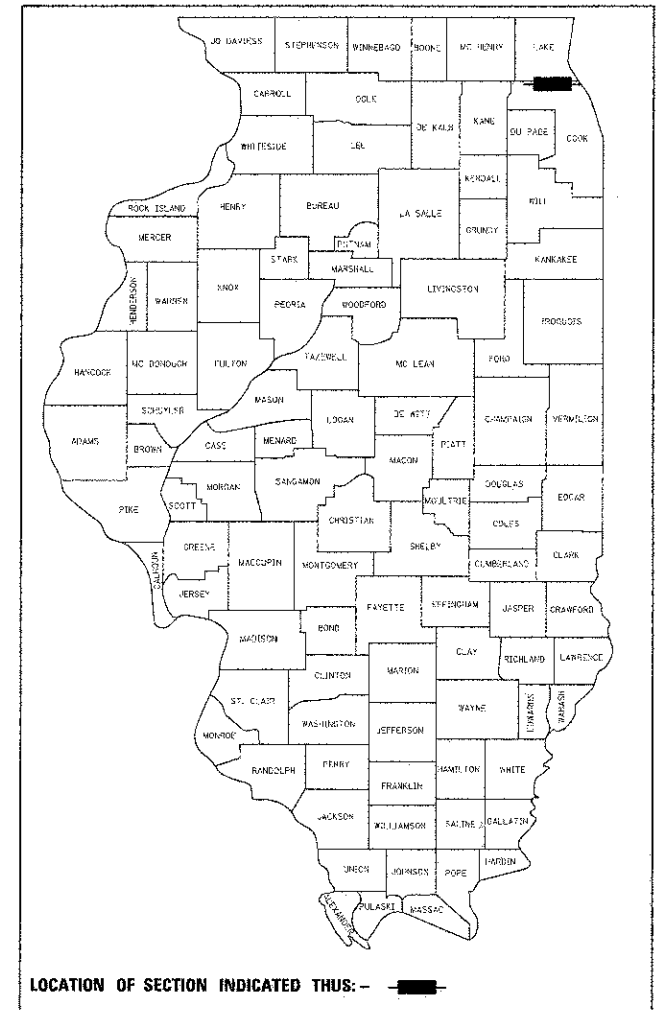 JO DAVIESS STEPHENSON WINNEBAGO BOONE MC HENRY LAKE
CARROLL OGLE DE KALB KANE DU PAGE COOK
WHITESIDE LEE
KENDALL WILL
ROCK ISLAND HENRY BUREAU LA SALLE
MERCER PUTNAM GRUNDY
STARK MARSHALL KANKAKEE
HENDERSON WARREN KNOX PEORIA WOODFORD LIVINGSTON IROQUOIS
HANCOCK MC DONOUGH FULTON TAZEWELL MC LEAN FORD
SCHUYLER MASON LOGAN DE WITT CHAMPAIGN VERMILION
ADAMS BROWN CASS MENARD PIATT
MACON
PIKE SCOTT MORGAN SANGAMON MOULTRIE DOUGLAS EDGAR
CHRISTIAN COLES
CALHOUN GREENE MACOUPIN MONTGOMERY SHELBY CUMBERLAND CLARK
JERSEY
FAYETTE EFFINGHAM JASPER CRAWFORD
MADISON BOND
CLAY RICHLAND LAWRENCE
CLINTON MARION
ST. CLAIR WAYNE EDWARDS WABASH
WASHINGTON JEFFERSON
MONROE
RANDOLPH PERRY HAMILTON WHITE
FRANKLIN
JACKSON WILLIAMSON SALINE GALLATIN
UNION JOHNSON POPE HARDIN
ALEXANDER PULASKI MASSAC
LOCATION OF SECTION INDICATED THUS: -